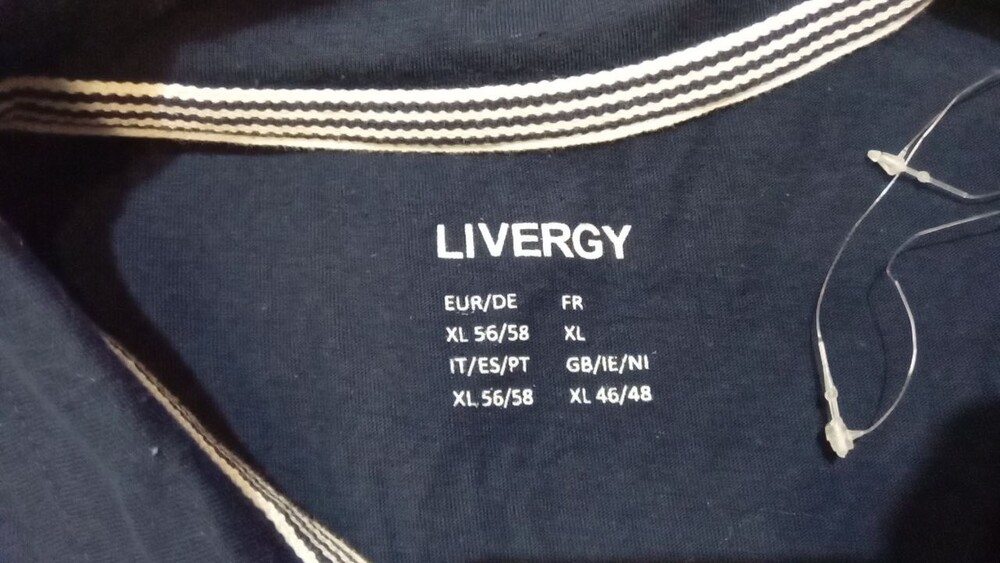 LIVERGY
EUR/DE FR
XL 56/58 XL
IT/ES/PT GB/IE/NI
XL 56/58 XL 46/48